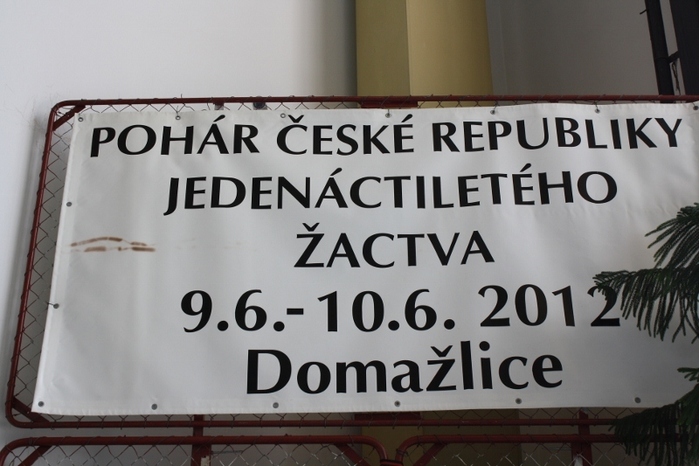 POHÁR ČESKÉ REPUBLIKY
JEDENÁCTILETÉHO
ŽACTVA
9.6.-10.6. 2012
Domažlice